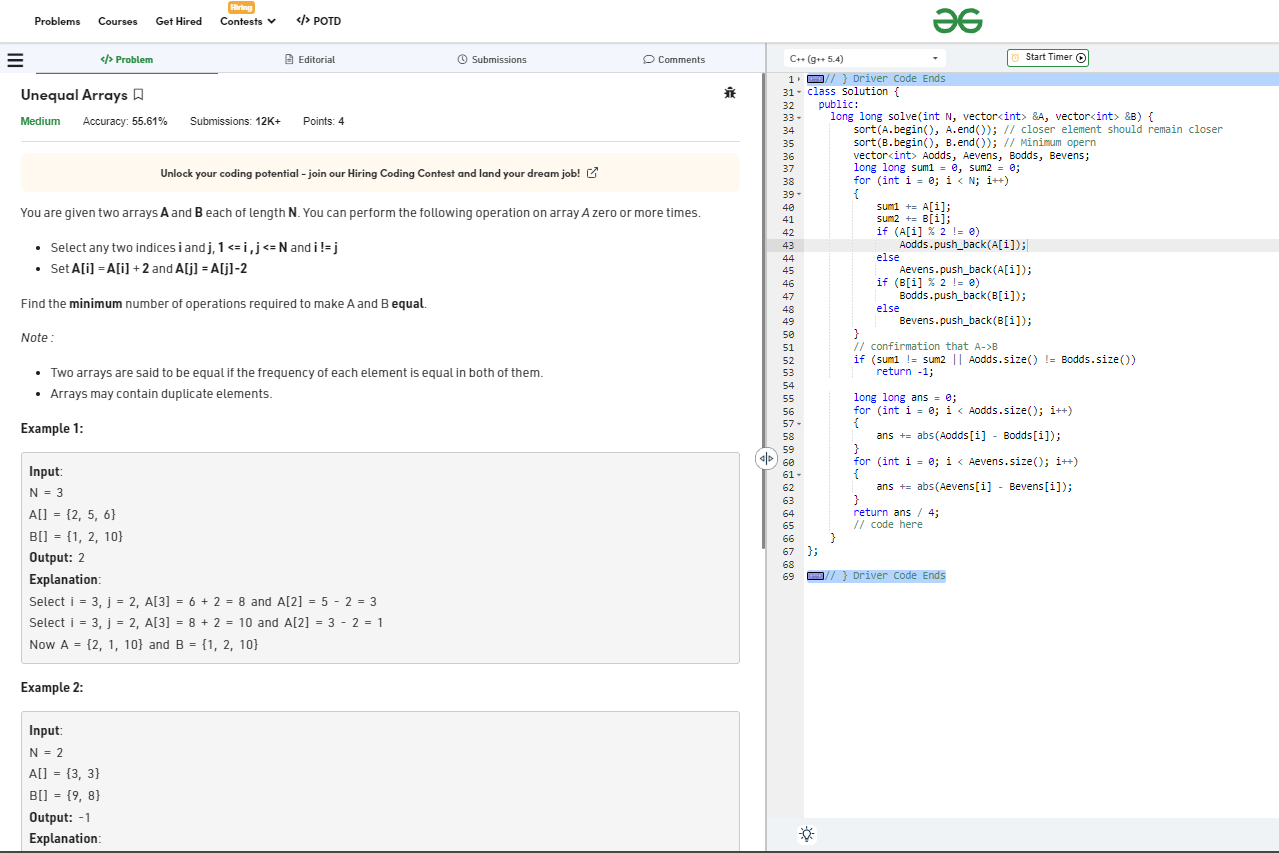 Problems Courses Get Hired Hiring Contests </> POTD
</> Problem Editorial Submissions Comments
Unequal Arrays
Medium Accuracy: 55.61% Submissions: 12K+ Points: 4
Unlock your coding potential - join our Hiring Coding Contest and land your dream job!
You are given two arrays A and B each of length N. You can perform the following operation on array A zero or more times.
• Select any two indices i and j, 1 <= i , j <= N and i != j
• Set A[i] = A[i] + 2 and A[j] = A[j]-2
Find the minimum number of operations required to make A and B equal.
Note :
• Two arrays are said to be equal if the frequency of each element is equal in both of them.
• Arrays may contain duplicate elements.
Example 1:
Input:
N = 3
A[] = {2, 5, 6}
B[] = {1, 2, 10}
Output: 2
Explanation:
Select i = 3, j = 2, A[3] = 6 + 2 = 8 and A[2] = 5 - 2 = 3
Select i = 3, j = 2, A[3] = 8 + 2 = 10 and A[2] = 3 - 2 = 1
Now A = {2, 1, 10} and B = {1, 2, 10}
Example 2:
Input:
N = 2
A[] = {3, 3}
B[] = {9, 8}
Output: -1
Explanation:
C++ (g++ 5.4) Start Timer
1 // } Driver Code Ends
31 class Solution {
32   public:
33     long long solve(int N, vector<int> &A, vector<int> &B) {
34         sort(A.begin(), A.end()); // closer element should remain closer
35         sort(B.begin(), B.end()); // Minimum opern
36         vector<int> Aodds, Aevens, Bodds, Bevens;
37         long long sum1 = 0, sum2 = 0;
38         for (int i = 0; i < N; i++)
39         {
40             sum1 += A[i];
41             sum2 += B[i];
42             if (A[i] % 2 != 0)
43                 Aodds.push_back(A[i]);
44             else
45                 Aevens.push_back(A[i]);
46             if (B[i] % 2 != 0)
47                 Bodds.push_back(B[i]);
48             else
49                 Bevens.push_back(B[i]);
50         }
51         // confirmation that A->B
52         if (sum1 != sum2 || Aodds.size() != Bodds.size())
53             return -1;
54
55         long long ans = 0;
56         for (int i = 0; i < Aodds.size(); i++)
57         {
58             ans += abs(Aodds[i] - Bodds[i]);
59         }
60         for (int i = 0; i < Aevens.size(); i++)
61         {
62             ans += abs(Aevens[i] - Bevens[i]);
63         }
64         return ans / 4;
65         // code here
66     }
67 };
68
69 // } Driver Code Ends